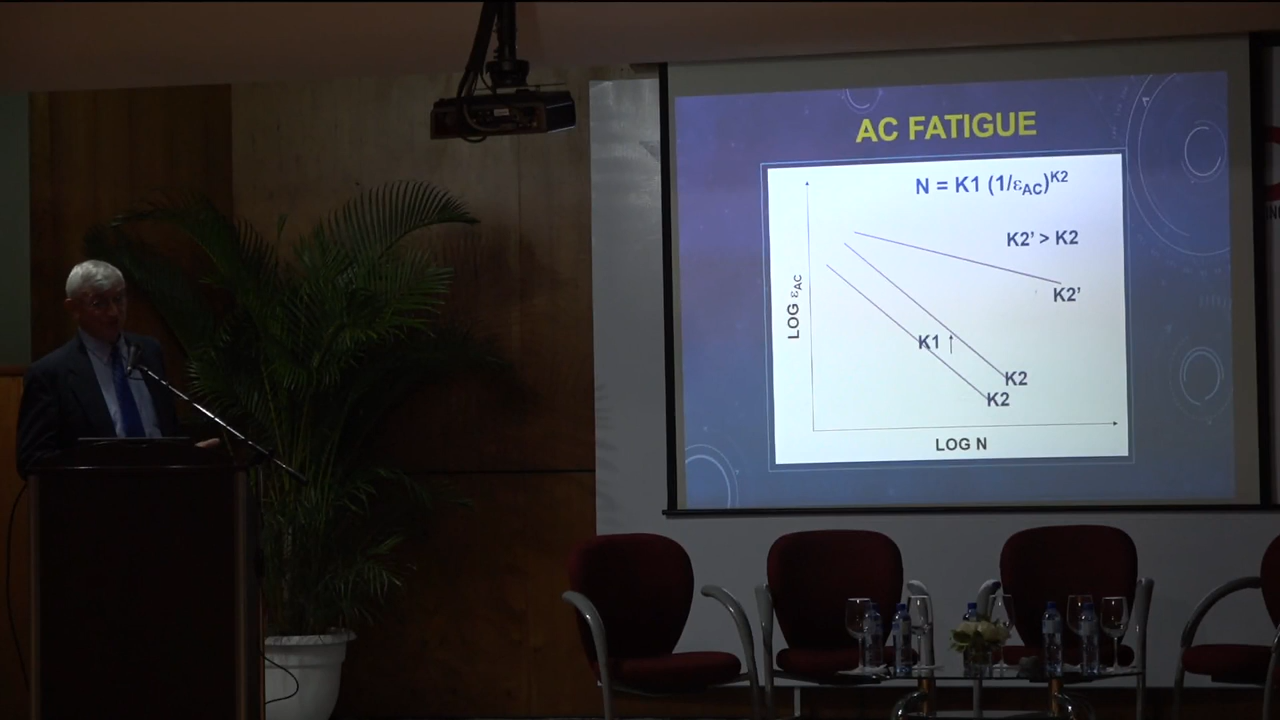 AC FATIGUE
N = K1 (1/εAC)K2
K2' > K2
K2'
LOG εAC
K1
K2
K2
LOG N